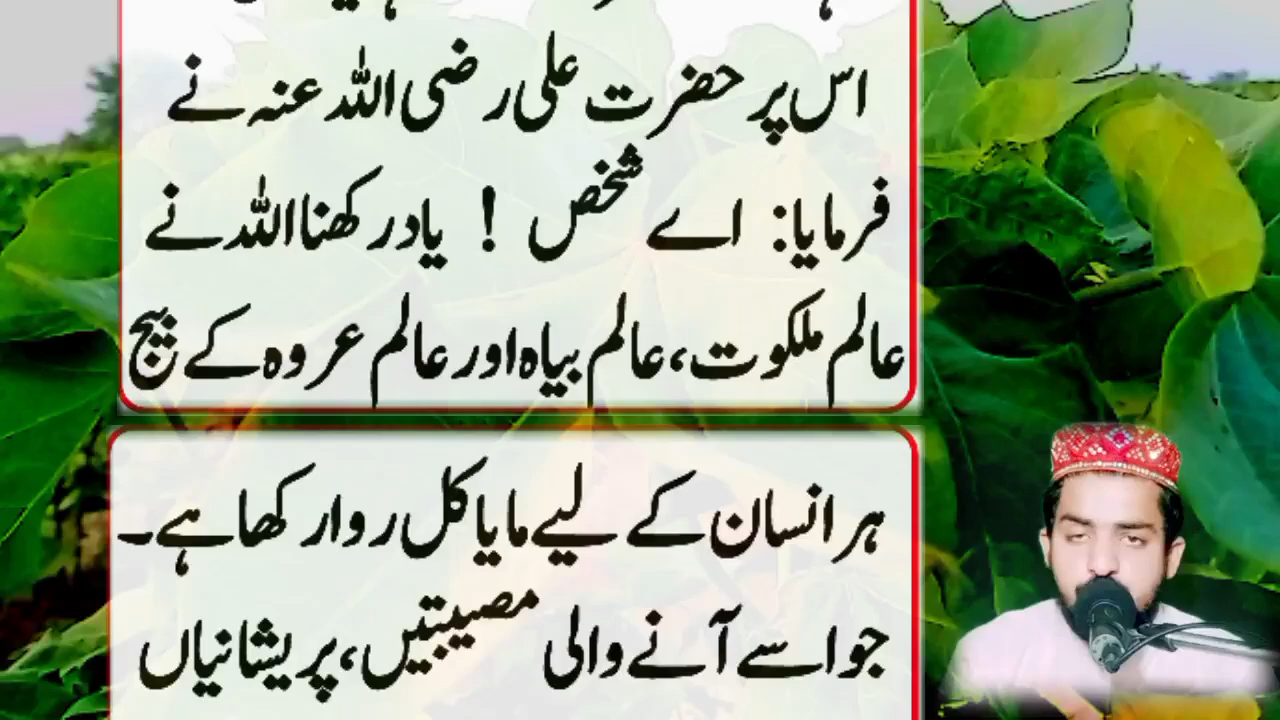 اس پر حضرت علی رضی اللہ عنہ نے
فرمایا: اے شخص ! یاد رکھنا اللہ نے
عالم ملکوت، عالم بیاہ اور عالم عروہ کے بیچ
ہر انسان کے لیے مایا کل روا رکھا ہے۔
جو اسے آنے والی مصیبتیں، پریشانیاں